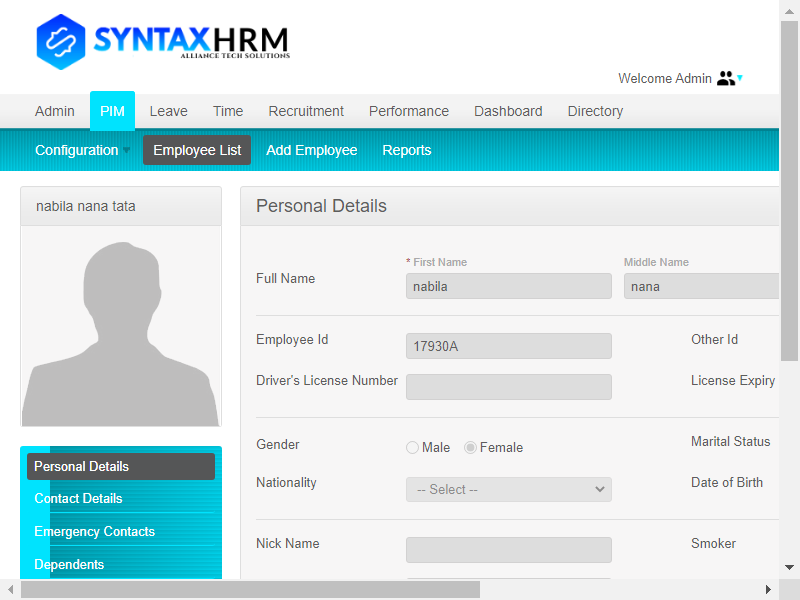 SYNTAXHRM
ALLIANCE TECH SOLUTIONS
Welcome Admin
Admin PIM Leave Time Recruitment Performance Dashboard Directory
Configuration Employee List Add Employee Reports
nabila nana tata
Personal Details
* First Name Middle Name
Full Name nabila nana
Employee Id 17930A Other Id
Driver's License Number License Expiry
Gender Male Female Marital Status
Nationality -- Select -- Date of Birth
Nick Name Smoker
Personal Details
Contact Details
Emergency Contacts
Dependents